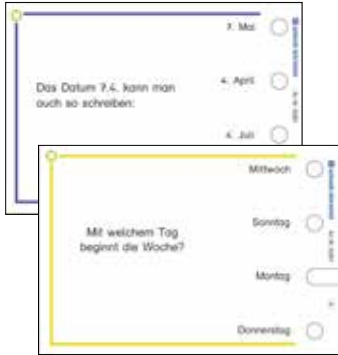 7. Mai
Das Datum 7.4. kann man
auch so schreiben:
4. April
4. Juli
Mittwoch
Sonntag
Mit welchem Tag
beginnt die Woche?
Montag
Donnerstag